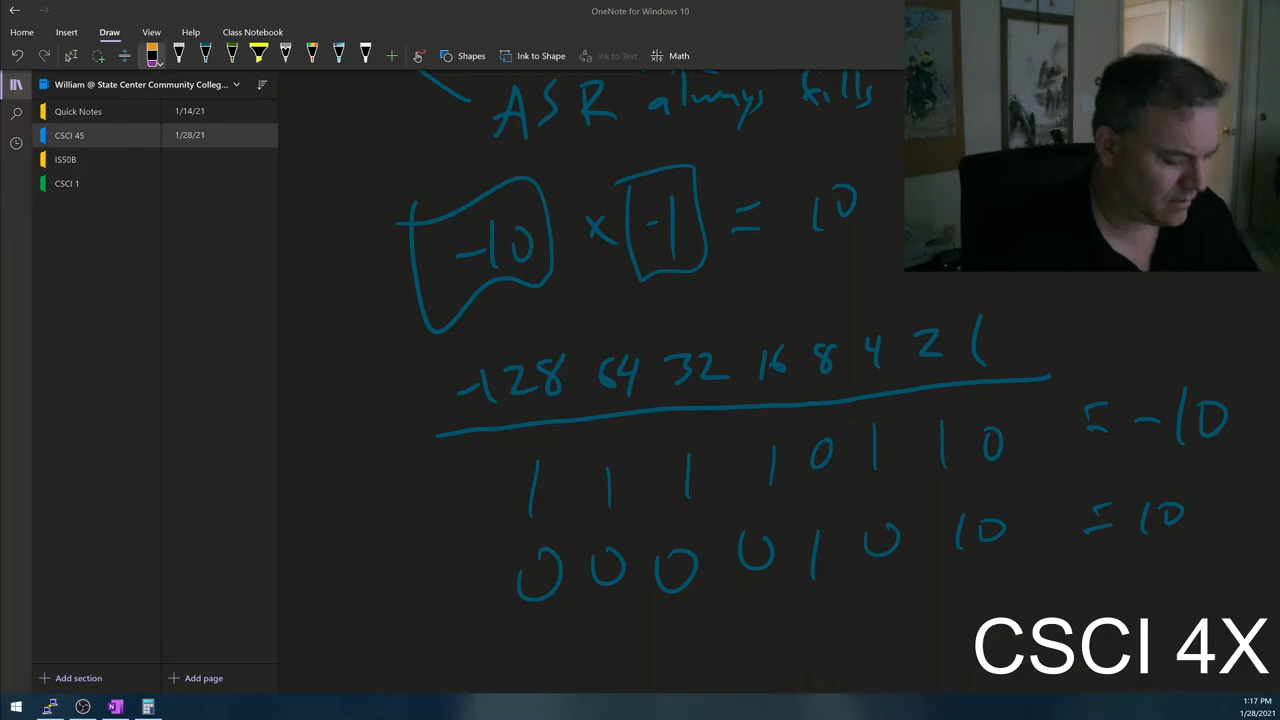 OneNote for Windows 10
Home Insert Draw View Help Class Notebook
Shapes Ink to Shape Ink to Text Math
William @ State Center Community Colleg...
Quick Notes 1/14/21
CSCI 45 1/28/21
IS50B
CSCI 1
ASR always fills
-10 x -1 = 10
-128 64 32 16 8 4 2 1
1 1 1 1 0 1 1 0 = -10
0 0 0 0 1 0 1 0 = 10
CSCI 4X
Add section Add page
1:17 PM
1/28/2021